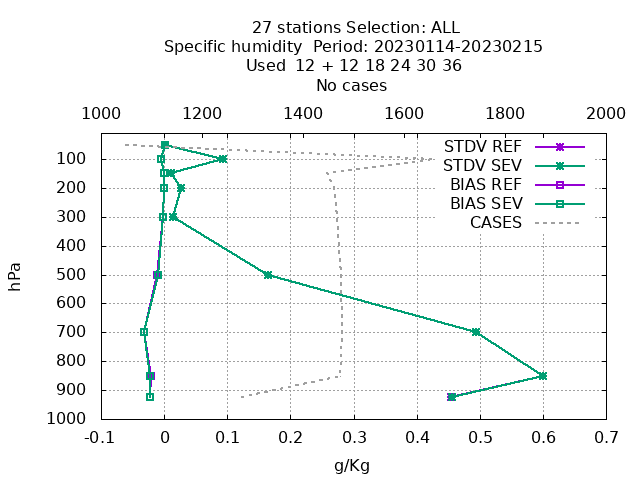 27 stations Selection: ALL
Specific humidity  Period: 20230114-20230215
Used  12 + 12 18 24 30 36
No cases
1000 1200 1400 1600 1800 2000
STDV REF
STDV SEV
BIAS REF
BIAS SEV
CASES
hPa
100
200
300
400
500
600
700
800
900
1000
-0.1 0 0.1 0.2 0.3 0.4 0.5 0.6 0.7
g/Kg